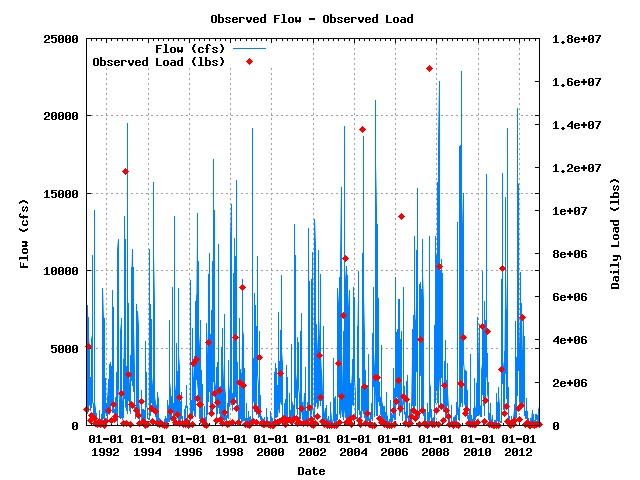 Observed Flow - Observed Load
Flow (cfs)
Observed Load (lbs)
25000
20000
15000
10000
5000
0
Flow (cfs)
1.8e+07
1.6e+07
1.4e+07
1.2e+07
1e+07
8e+06
6e+06
4e+06
2e+06
0
Daily Load (lbs)
01-01 01-01 01-01 01-01 01-01 01-01 01-01 01-01 01-01 01-01 01-01
1992 1994 1996 1998 2000 2002 2004 2006 2008 2010 2012
Date